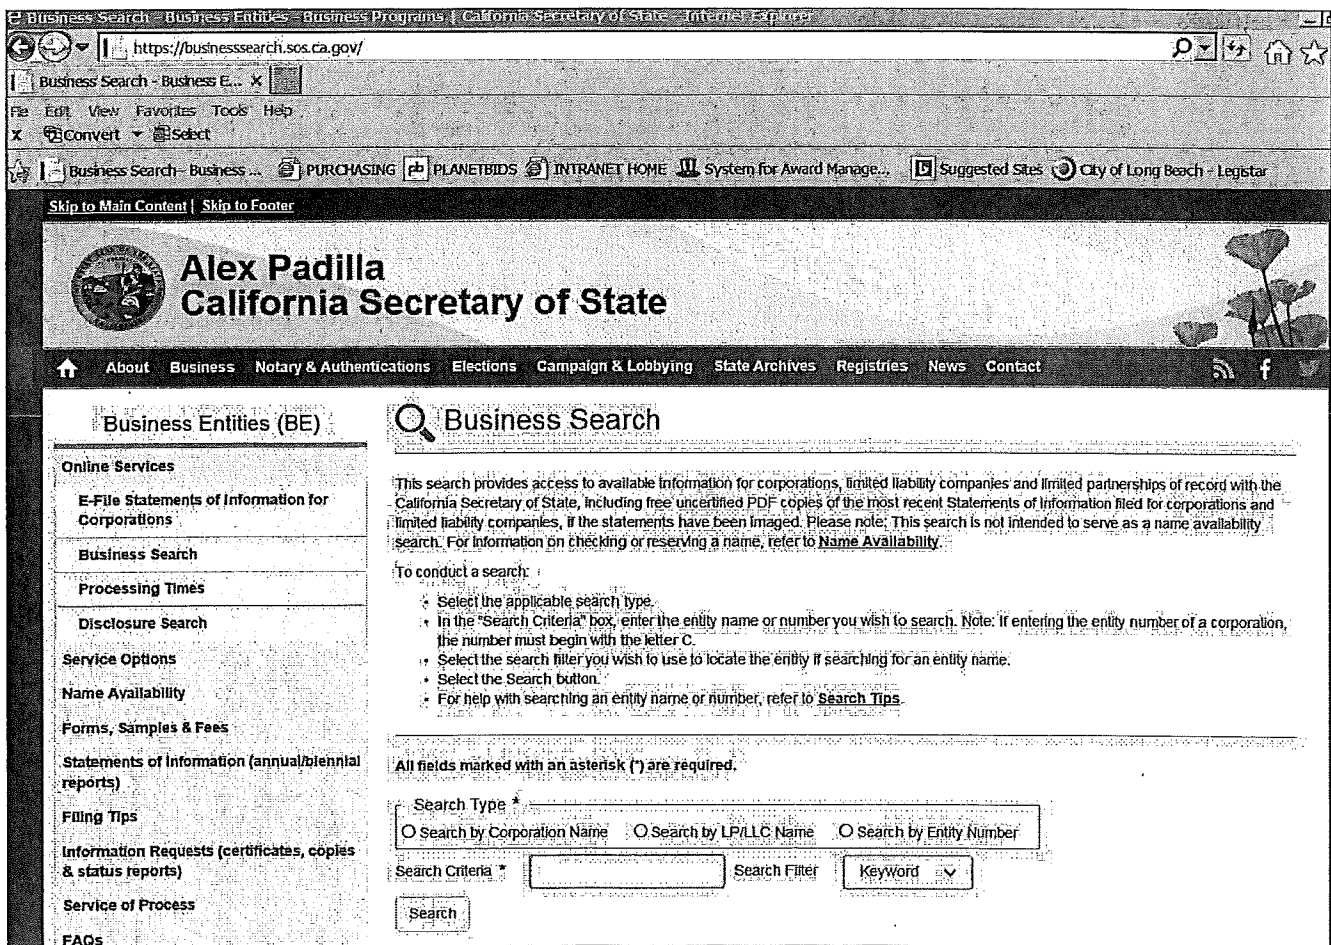 Business Search - Business Entities - Business Programs | California Secretary of State - Internet Explorer
https://businesssearch.sos.ca.gov/
Business Search - Business E... X
File Edit View Favorites Tools Help
x Convert Select
Business Search - Business ... PURCHASING pb PLANETBIDS INTRANET HOME System for Award Manage... Suggested Sites City of Long Beach - Legistar
Skip to Main Content | Skip to Footer
Alex Padilla
California Secretary of State
About Business Notary & Authentications Elections Campaign & Lobbying State Archives Registries News Contact
Business Entities (BE)
Online Services
E-File Statements of Information for
Corporations
Business Search
Processing Times
Disclosure Search
Service Options
Name Availability
Forms, Samples & Fees
Statements of Information (annual/biennial
reports)
Filing Tips
Information Requests (certificates, copies
& status reports)
Service of Process
FAQs
Business Search
This search provides access to available information for corporations, limited liability companies and limited partnerships of record with the
California Secretary of State, including free uncertified PDF copies of the most recent Statements of Information filed for corporations and
limited liability companies, if the statements have been imaged. Please note: This search is not intended to serve as a name availability
search. For information on checking or reserving a name, refer to Name Availability.
To conduct a search:
• Select the applicable search type.
• In the "Search Criteria" box, enter the entity name or number you wish to search. Note: If entering the entity number of a corporation,
the number must begin with the letter C.
• Select the search filter you wish to use to locate the entity if searching for an entity name.
• Select the Search button.
• For help with searching an entity name or number, refer to Search Tips.
All fields marked with an asterisk (*) are required.
Search Type *
Search by Corporation Name Search by LP/LLC Name Search by Entity Number
Search Criteria * Search Filter Keyword
Search